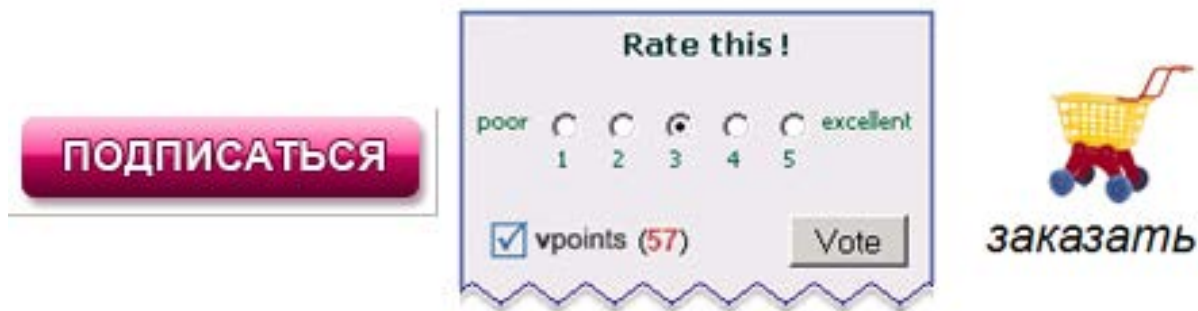 ПОДПИСАТЬСЯ
Rate this !
poor excellent
1 2 3 4 5
vpoints (57) Vote
заказать